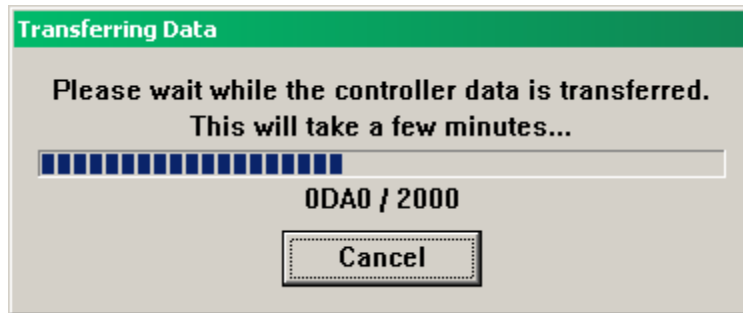 Transferring Data
Please wait while the controller data is transferred.
This will take a few minutes...
0DA0 / 2000
Cancel